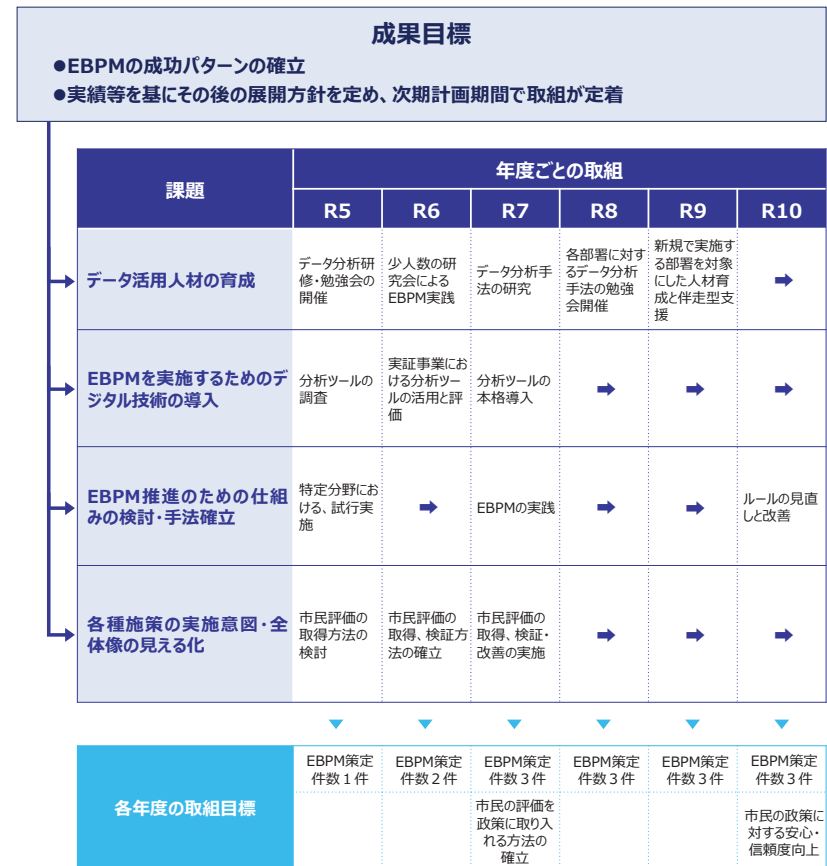 成果目標
●EBPMの成功パターンの確立
●実績等を基にその後の展開方針を定め、次期計画期間で取組が定着
課題
年度ごとの取組
R5
R6
R7
R8
R9
R10
データ活用人材の育成
データ分析研
修・勉強会の
開催
少人数の研
究会による
EBPM実践
データ分析手
法の研究
各部署に対す
るデータ分析
手法の勉強
会開催
新規で実施す
る部署を対象
にした人材育
成と伴走型支
援
➡
EBPMを実施するためのデ
ジタル技術の導入
分析ツールの
調査
実証事業にお
ける分析ツー
ルの活用と評
価
分析ツールの
本格導入
➡
➡
➡
EBPM推進のための仕組
みの検討・手法確立
特定分野にお
ける、試行実
施
➡
EBPMの実践
➡
➡
ルールの見直
しと改善
各種施策の実施意図・全
体像の見える化
市民評価の
取得方法の
検討
市民評価の
取得、検証方
法の確立
市民評価の
取得、検証・
改善の実施
➡
➡
➡
各年度の取組目標
EBPM策定
件数1件
EBPM策定
件数2件
EBPM策定
件数3件
EBPM策定
件数3件
EBPM策定
件数3件
EBPM策定
件数3件
市民の評価を
政策に取り入
れる方法の
確立
市民の政策に
対する安心・
信頼度向上